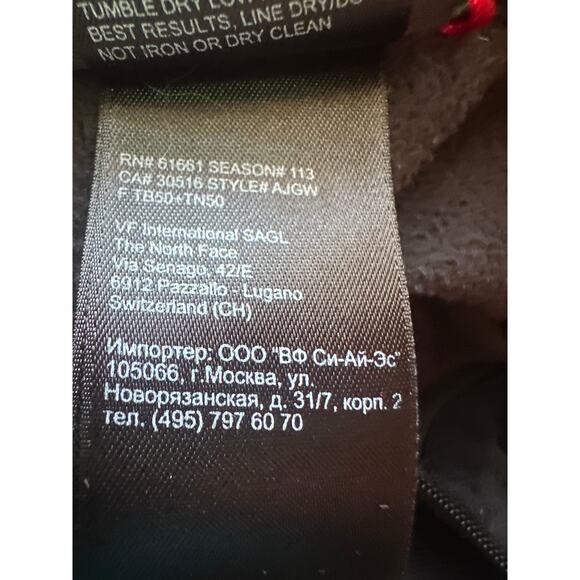 TUMBLE DRY LOW
BEST RESULTS, LINE DRY/DO
NOT IRON OR DRY CLEAN
RN# 61661 SEASON# 113
CA# 30516 STYLE# AJGW
F TB50+TN50
VF International SAGL
The North Face
Via Senago, 42/E
6912 Pazzallo - Lugano
Switzerland (CH)
Импортер: ООО "ВФ Си-Ай-Эс"
105066, г.Москва, ул.
Новорязанская, д. 31/7, корп. 2
тел. (495) 797 60 70